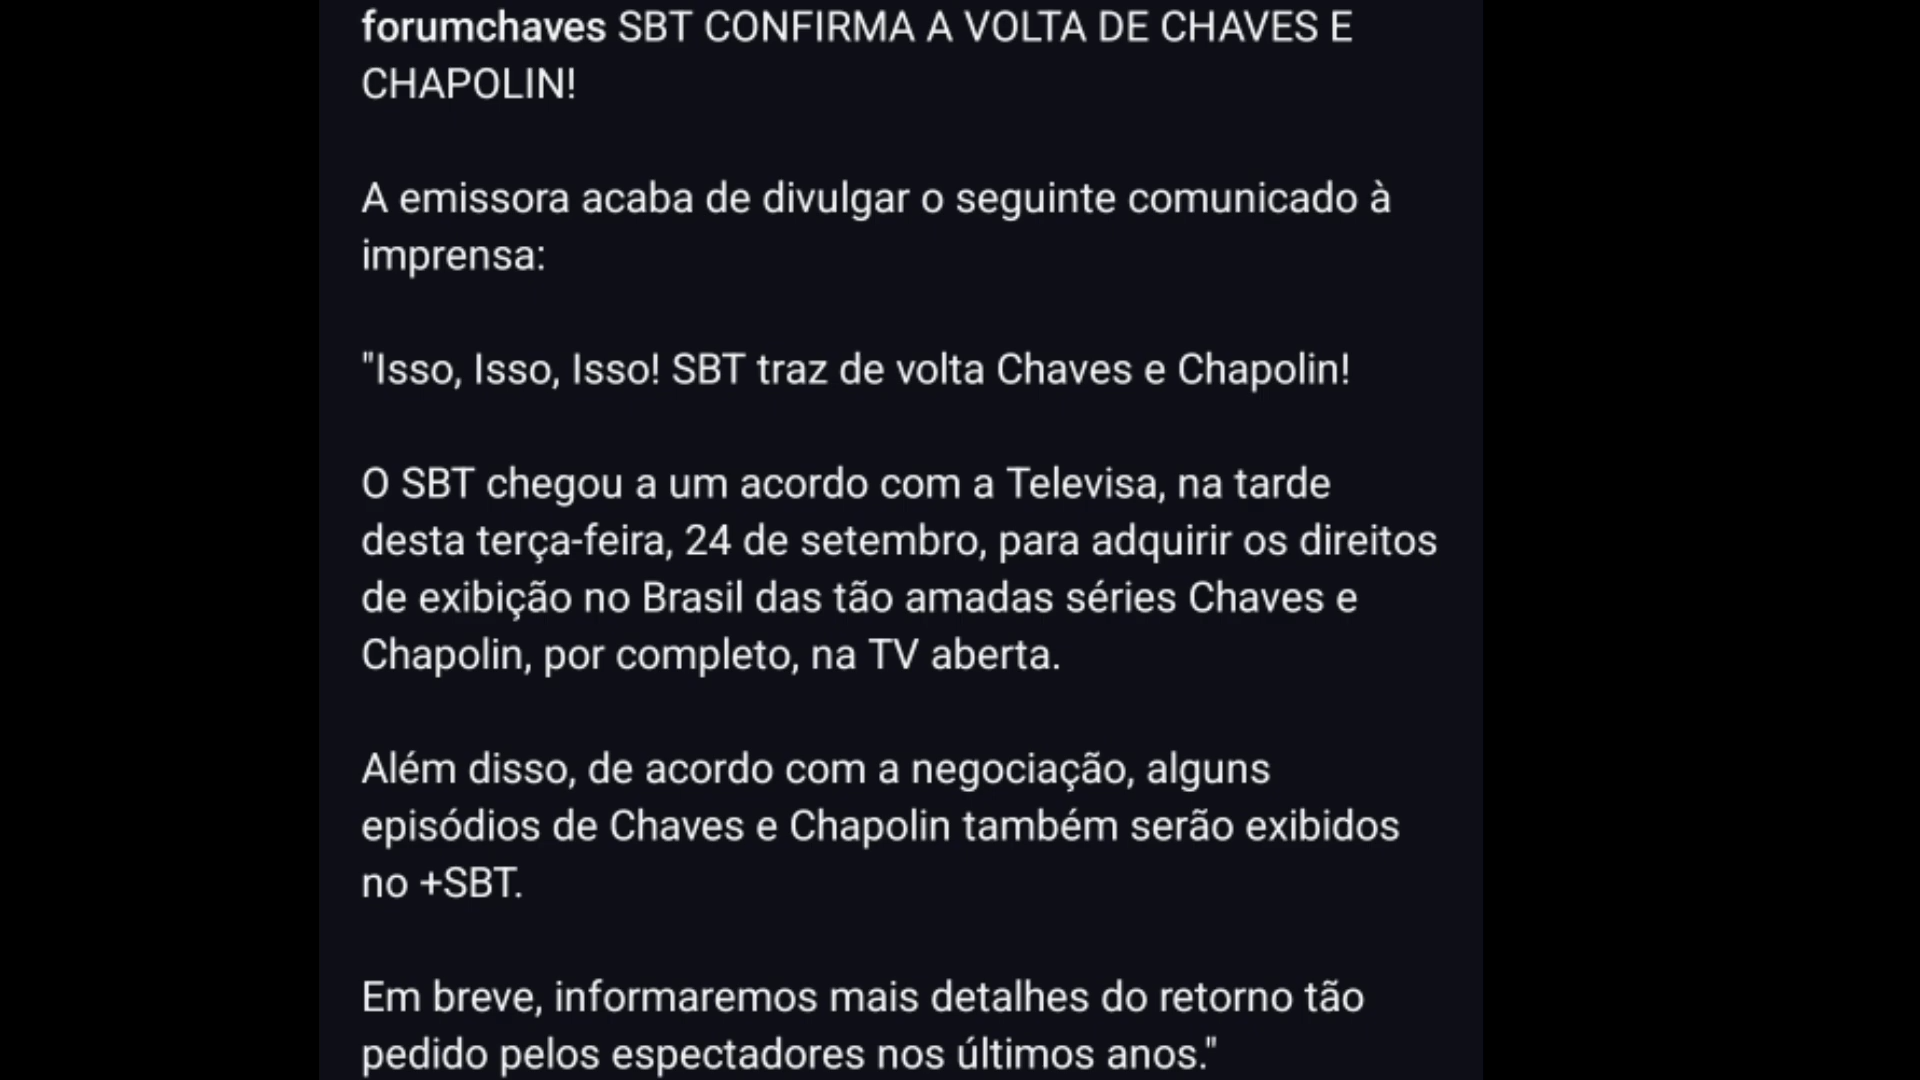 forumchaves SBT CONFIRMA A VOLTA DE CHAVES E
CHAPOLIN!
A emissora acaba de divulgar o seguinte comunicado à
imprensa:
"Isso, Isso, Isso! SBT traz de volta Chaves e Chapolin!
O SBT chegou a um acordo com a Televisa, na tarde
desta terça-feira, 24 de setembro, para adquirir os direitos
de exibição no Brasil das tão amadas séries Chaves e
Chapolin, por completo, na TV aberta.
Além disso, de acordo com a negociação, alguns
episódios de Chaves e Chapolin também serão exibidos
no +SBT.
Em breve, informaremos mais detalhes do retorno tão
pedido pelos espectadores nos últimos anos."